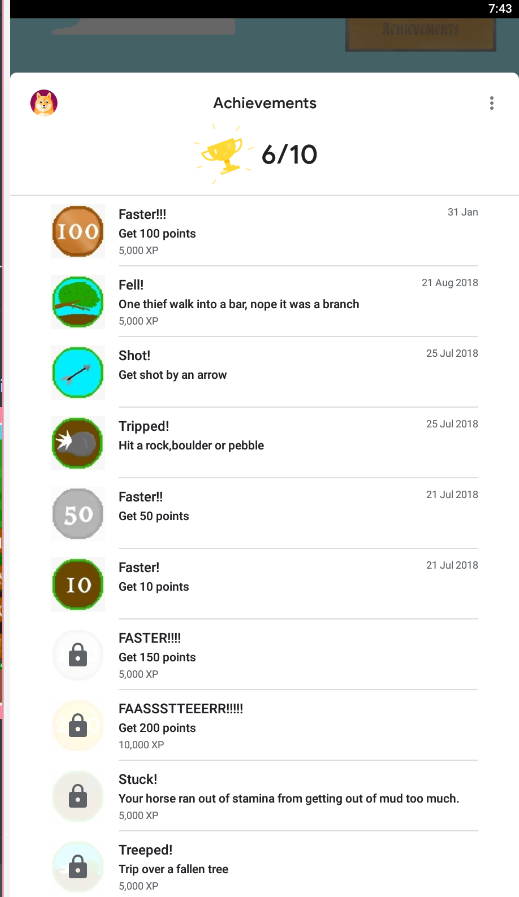 7:43
Achievements
Achievements
6/10
100
Faster!!!
31 Jan
Get 100 points
5,000 XP
Fell!
21 Aug 2018
One thief walk into a bar, nope it was a branch
5,000 XP
Shot!
25 Jul 2018
Get shot by an arrow
Tripped!
25 Jul 2018
Hit a rock,boulder or pebble
50
Faster!!
21 Jul 2018
Get 50 points
10
Faster!
21 Jul 2018
Get 10 points
FASTER!!!!
Get 150 points
5,000 XP
FAASSSTTEEERR!!!!!
Get 200 points
10,000 XP
Stuck!
Your horse ran out of stamina from getting out of mud too much.
5,000 XP
Treeped!
Trip over a fallen tree
5,000 XP